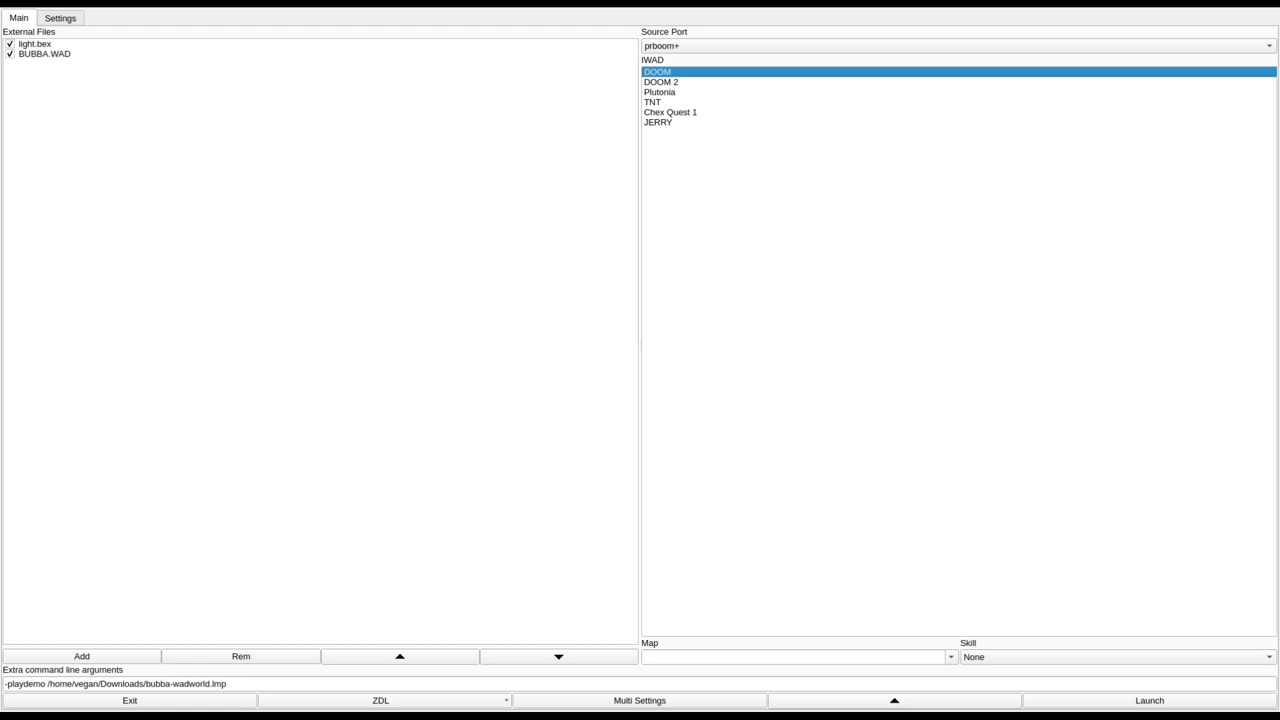 Main Settings
External Files
light.bex
BUBBA.WAD
Source Port
prboom+
IWAD
DOOM
DOOM 2
Plutonia
TNT
Chex Quest 1
JERRY
Map Skill
None
Add Rem
Extra command line arguments
-playdemo /home/vegan/Downloads/bubba-wadworld.lmp
Exit ZDL Multi Settings Launch